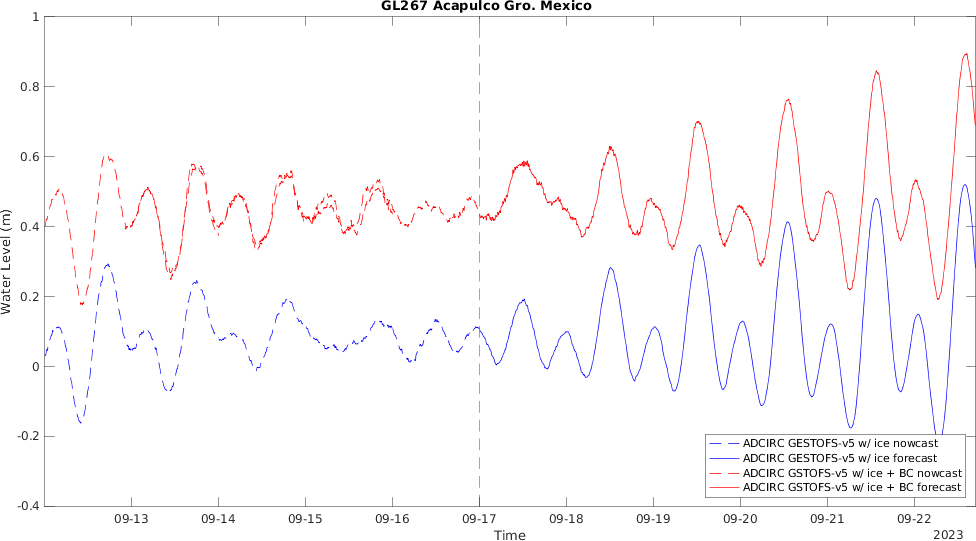 GL267 Acapulco Gro. Mexico
1
0.8
0.6
0.4
0.2
0
-0.2
-0.4
Water Level (m)
ADCIRC GESTOFS-v5 w/ ice nowcast
ADCIRC GESTOFS-v5 w/ ice forecast
ADCIRC GSTOFS-v5 w/ ice + BC nowcast
ADCIRC GSTOFS-v5 w/ ice + BC forecast
09-13 09-14 09-15 09-16 09-17 09-18 09-19 09-20 09-21 09-22
Time
2023